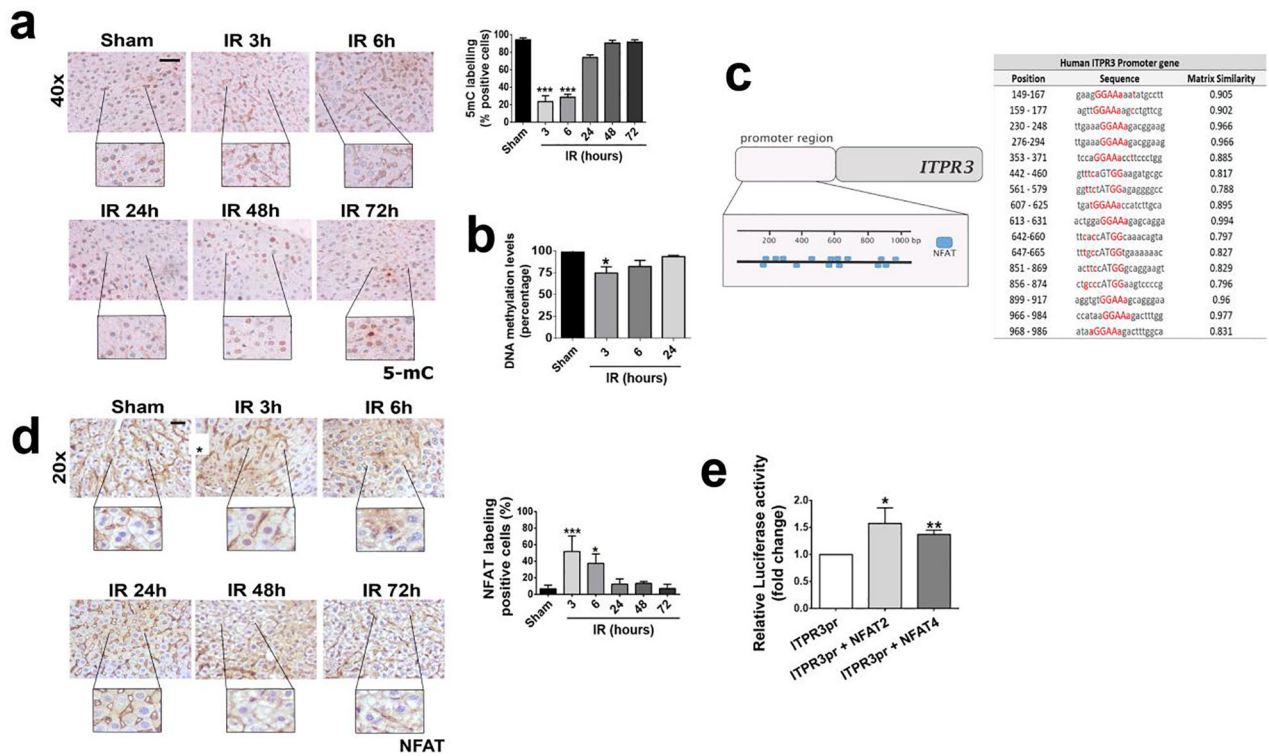 a
Sham
IR 3h
IR 6h
40x
IR 24h
IR 48h
IR 72h
5-mC
5mC labelling
(% positive cells)
100
80
60
40
20
0
***
***
Sham
3
6
24
48
72
IR (hours)
b
DNA methylation levels
(percentage)
100
75
50
25
0
*
Sham
3
6
24
IR (hours)
c
promoter region
ITPR3
200
400
600
800
1000 bp
NFAT
Human ITPR3 Promoter gene
Position Sequence Matrix Similarity
149-167 gaagGGAAaaatatgcctt 0.905
159 - 177 agttGGAAaagcctgttcg 0.902
230 - 248 ttgaaaGGAAagacggaag 0.966
276-294 ttgaaaGGAAagacggaag 0.966
353 - 371 tccaGGAAaccttccctgg 0.885
442 - 460 gtttcaGTGGaagatgcgc 0.817
561 - 579 ggttctATGGagaggggcc 0.788
607 - 625 tgatGGAAaccatcttgca 0.895
613 - 631 actggaGGAAagagcagga 0.994
642-660 ttcaccATGGcaaacagta 0.797
647-665 tttgccATGGtgaaaaaac 0.827
851 - 869 acttccATGGgcaggaagt 0.829
856 - 874 ctgcccATGGaagtccccg 0.796
899 - 917 aggtgtGGAAagcagggaa 0.96
966 - 984 ccataaGGAAagactttgg 0.977
968 - 986 ataaGGAAagactttggca 0.831
d
Sham
IR 3h
IR 6h
20x
*
IR 24h
IR 48h
IR 72h
NFAT
NFAT labeling
positive cells (%)
100
80
60
40
20
0
***
*
Sham
3
6
24
48
72
IR (hours)
e
Relative Luciferase activity
(fold change)
2.0
1.5
1.0
0.5
0.0
*
**
ITPR3pr
ITPR3pr + NFAT2
ITPR3pr + NFAT4